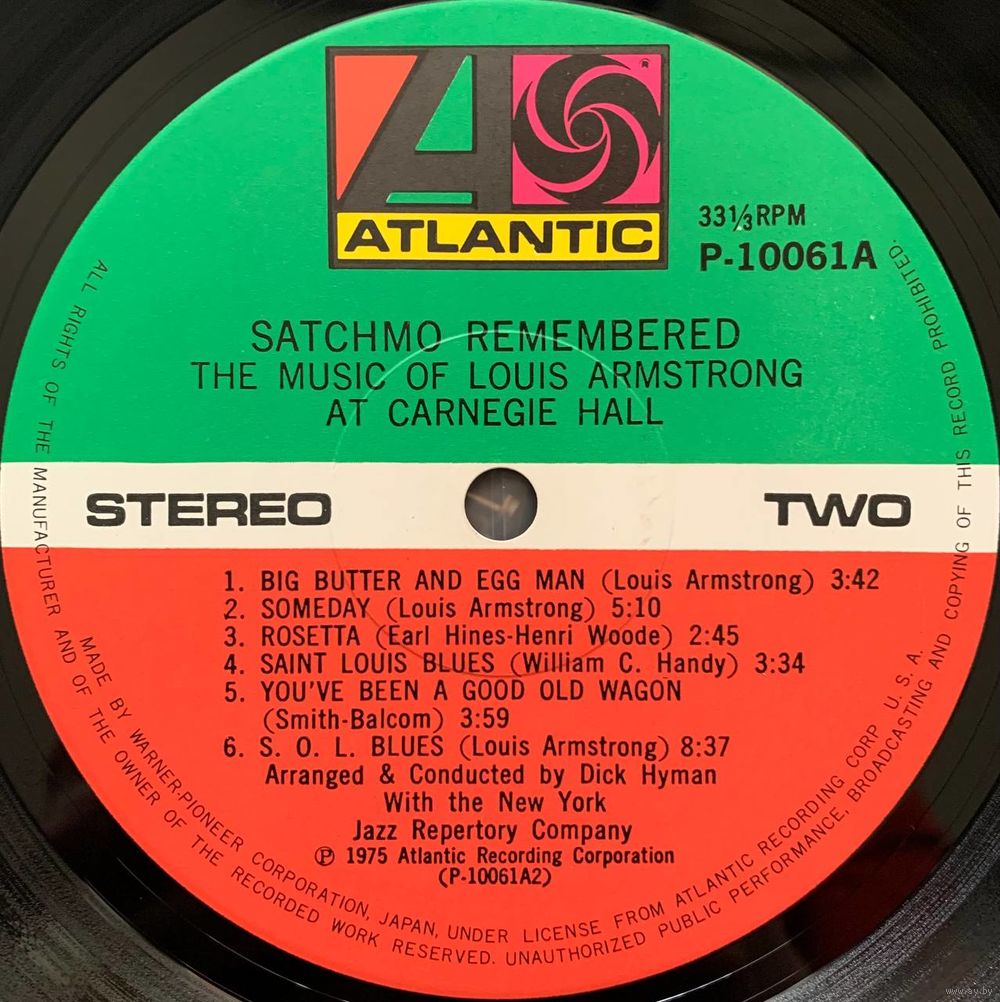 ATLANTIC
®
33⅓RPM
P-10061A
SATCHMO REMEMBERED
THE MUSIC OF LOUIS ARMSTRONG
AT CARNEGIE HALL
STEREO
TWO
1. BIG BUTTER AND EGG MAN (Louis Armstrong) 3:42
2. SOMEDAY (Louis Armstrong) 5:10
3. ROSETTA (Earl Hines-Henri Woode) 2:45
4. SAINT LOUIS BLUES (William C. Handy) 3:34
5. YOU'VE BEEN A GOOD OLD WAGON
(Smith-Balcom) 3:59
6. S. O. L. BLUES (Louis Armstrong) 8:37
Arranged & Conducted by Dick Hyman
With the New York
Jazz Repertory Company
℗ 1975 Atlantic Recording Corporation
(P-10061A2)
MADE BY WARNER-PIONEER CORPORATION, JAPAN, UNDER LICENSE FROM ATLANTIC RECORDING CORP. U. S. A.
ALL RIGHTS OF THE MANUFACTURER AND OF THE OWNER OF THE RECORDED WORK RESERVED. UNAUTHORIZED PUBLIC PERFORMANCE, BROADCASTING AND COPYING OF THIS RECORD PROHIBITED.
www.ay.by